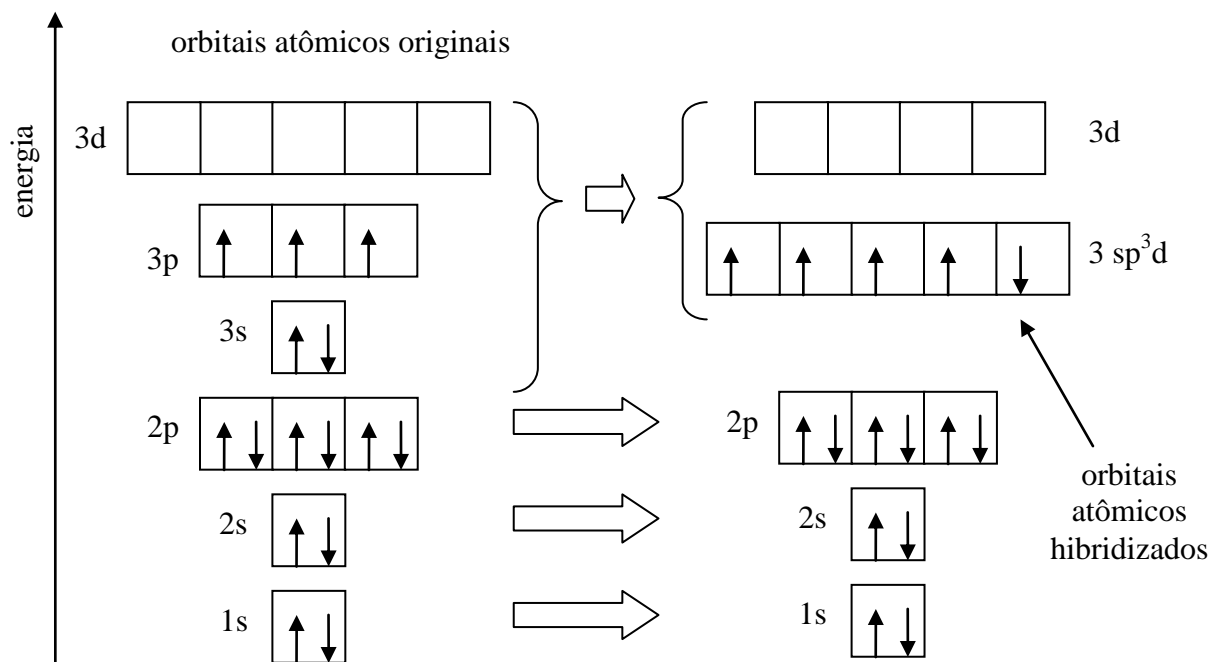 orbitais atômicos originais
energia
3d
3d
3p
3 sp³d
3s
2p
2p
2s
2s
1s
1s
orbitais
atômicos
hibridizados